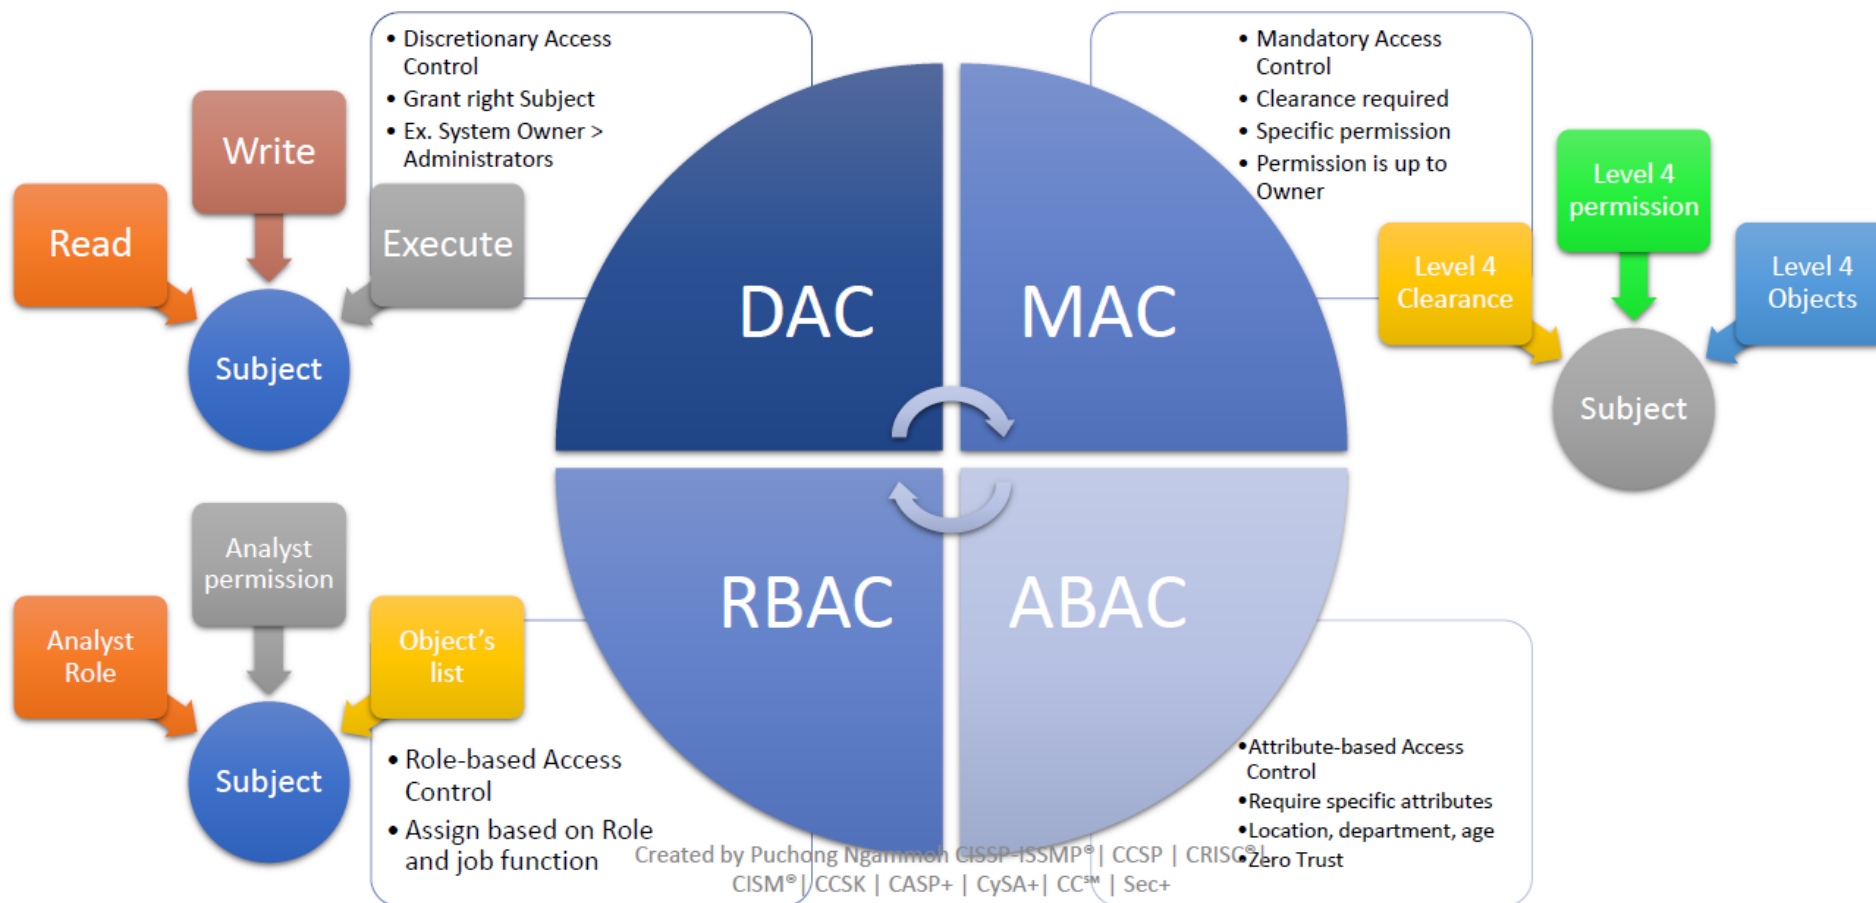 • Discretionary Access
Control
• Grant right Subject
• Ex. System Owner >
Administrators
Write
Read
Execute
Subject
DAC
• Mandatory Access
Control
• Clearance required
• Specific permission
• Permission is up to
Owner
Level 4
permission
Level 4
Clearance
Level 4
Objects
Subject
MAC
Analyst
permission
Analyst
Role
Object's
list
Subject
RBAC
• Role-based Access
Control
• Assign based on Role
and job function
ABAC
•Attribute-based Access
Control
•Require specific attributes
•Location, department, age
•Zero Trust
Created by Puchong Ngammoh CISSP-ISSMP®| CCSP | CRISC®|
CISM®| CCSK | CASP+ | CySA+| CC℠ | Sec+